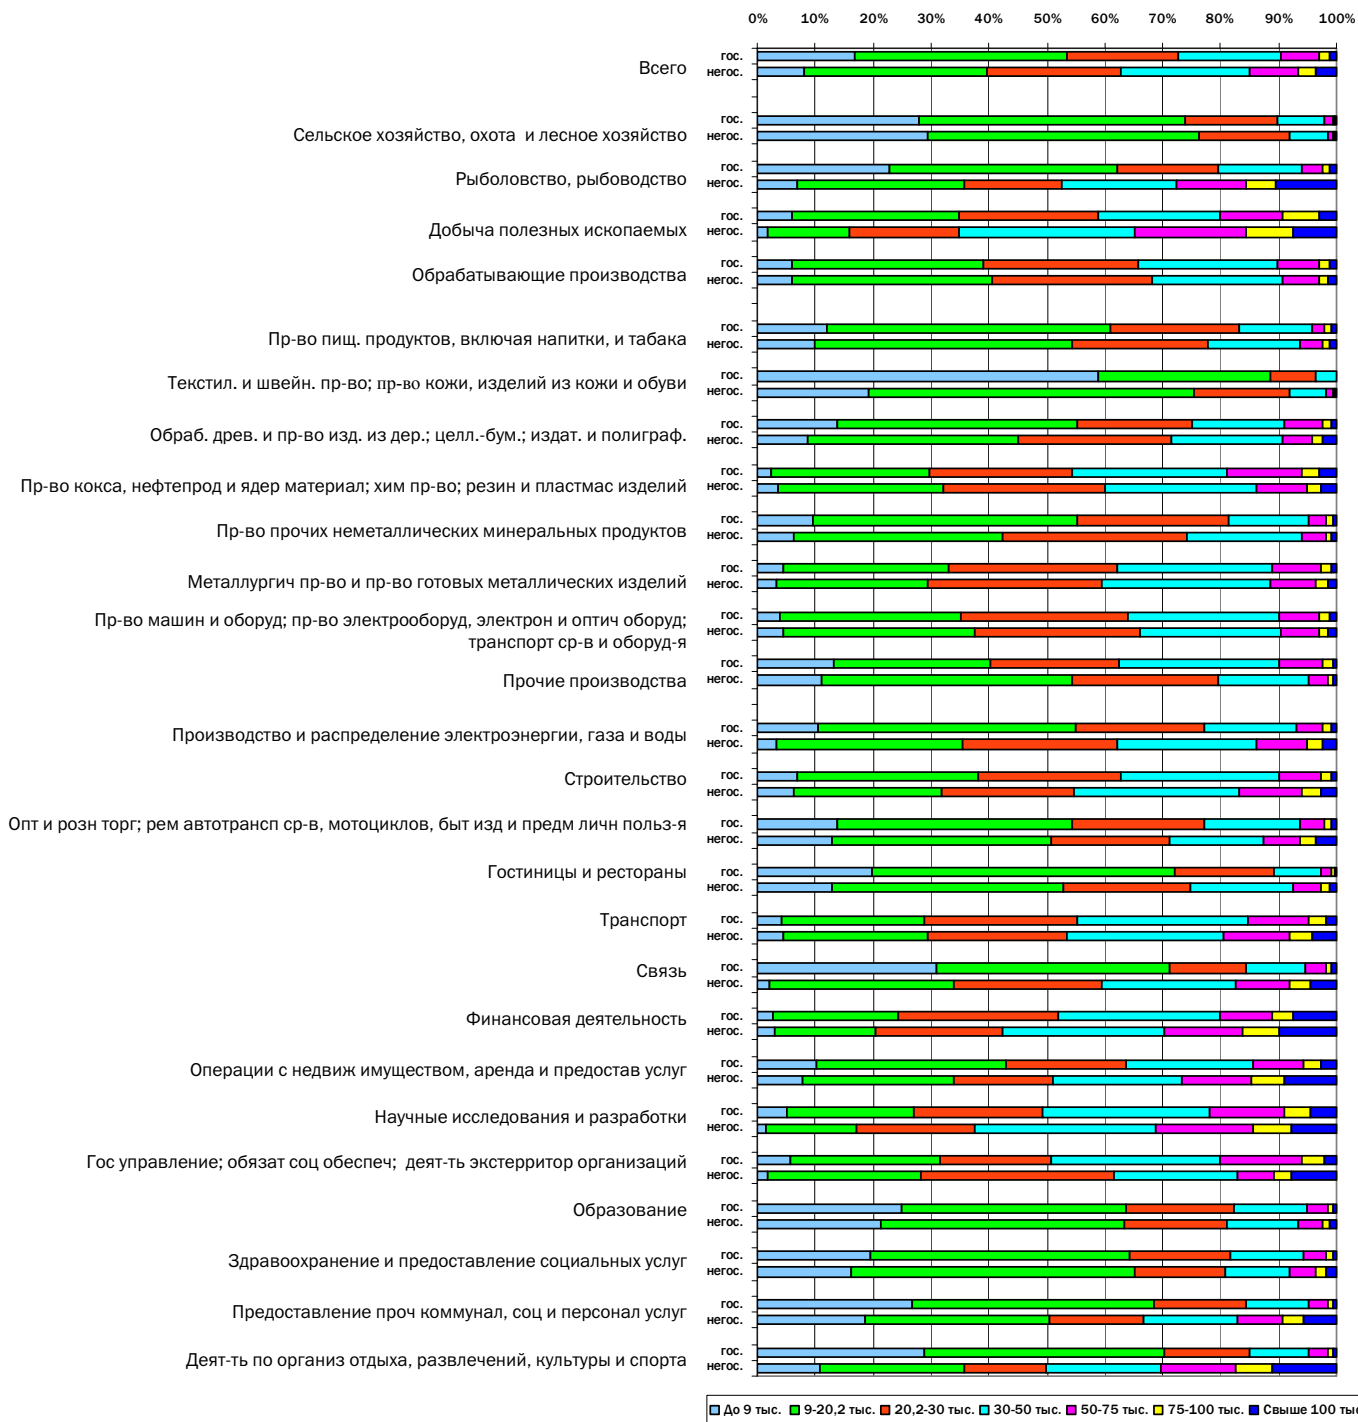 0% 10% 20% 30% 40% 50% 60% 70% 80% 90% 100%
Всего
гос.
негос.
Сельское хозяйство, охота и лесное хозяйство
гос.
негос.
Рыболовство, рыбоводство
гос.
негос.
Добыча полезных ископаемых
гос.
негос.
Обрабатывающие производства
гос.
негос.
Пр-во пищ. продуктов, включая напитки, и табака
гос.
негос.
Текстил. и швейн. пр-во; пр-во кожи, изделий из кожи и обуви
гос.
негос.
Обраб. древ. и пр-во изд. из дер.; целл.-бум.; издат. и полиграф.
гос.
негос.
Пр-во кокса, нефтепрод и ядер материал; хим пр-во; резин и пластмас изделий
гос.
негос.
Пр-во прочих неметаллических минеральных продуктов
гос.
негос.
Металлургич пр-во и пр-во готовых металлических изделий
гос.
негос.
Пр-во машин и оборуд; пр-во электрооборуд, электрон и оптич оборуд;
транспорт ср-в и оборуд-я
гос.
негос.
Прочие производства
гос.
негос.
Производство и распределение электроэнергии, газа и воды
гос.
негос.
Строительство
гос.
негос.
Опт и розн торг; рем автотрансп ср-в, мотоциклов, быт изд и предм личн польз-я
гос.
негос.
Гостиницы и рестораны
гос.
негос.
Транспорт
гос.
негос.
Связь
гос.
негос.
Финансовая деятельность
гос.
негос.
Операции с недвиж имуществом, аренда и предостав услуг
гос.
негос.
Научные исследования и разработки
гос.
негос.
Гос управление; обязат соц обеспеч; деят-ть экстерритор организаций
гос.
негос.
Образование
гос.
негос.
Здравоохранение и предоставление социальных услуг
гос.
негос.
Предоставление проч коммунал, соц и персонал услуг
гос.
негос.
Деят-ть по организ отдыха, развлечений, культуры и спорта
гос.
негос.
До 9 тыс. 9-20,2 тыс. 20,2-30 тыс. 30-50 тыс. 50-75 тыс. 75-100 тыс. Свыше 100 тыс